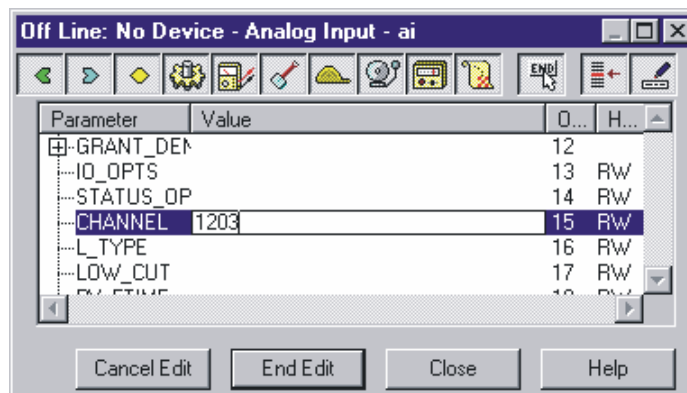 Off Line: No Device - Analog Input - ai
END
Parameter Value O... H...
GRANT_DEN 12
IO_OPTS 13 RW
STATUS_OP 14 RW
CHANNEL 1203 15 RW
L_TYPE 16 RW
LOW_CUT 17 RW
Cancel Edit End Edit Close Help